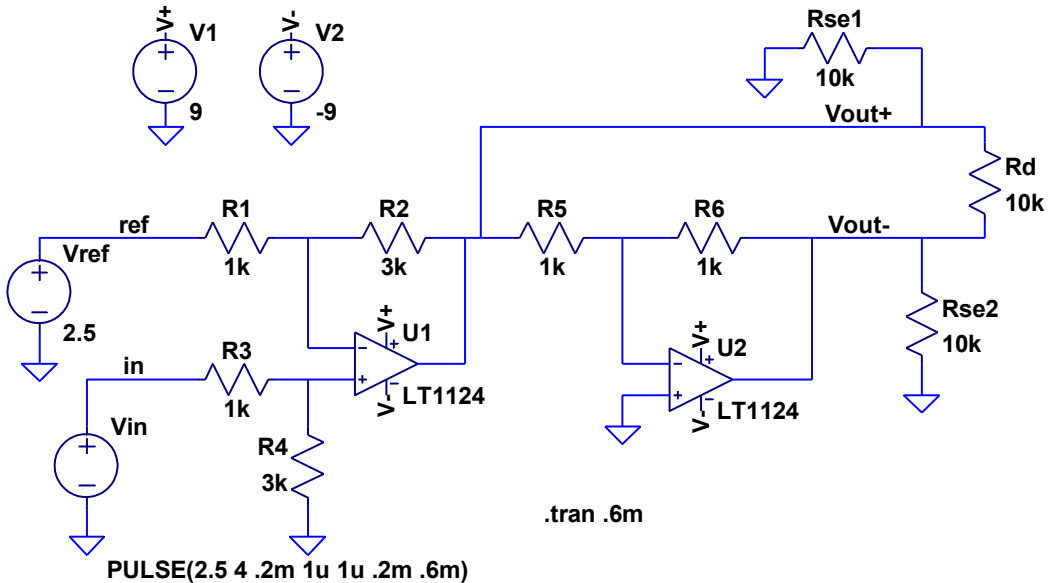 V+
V1
9
V-
V2
-9
Rse1
10k
Vout+
Rd
10k
ref
Vref
2.5
R1
1k
R2
3k
R5
1k
R6
1k
Vout-
Rse2
10k
in
Vin
R3
1k
R4
3k
V+
U1
LT1124
V-
V+
U2
LT1124
V-
.tran .6m
PULSE(2.5 4 .2m 1u 1u .2m .6m)